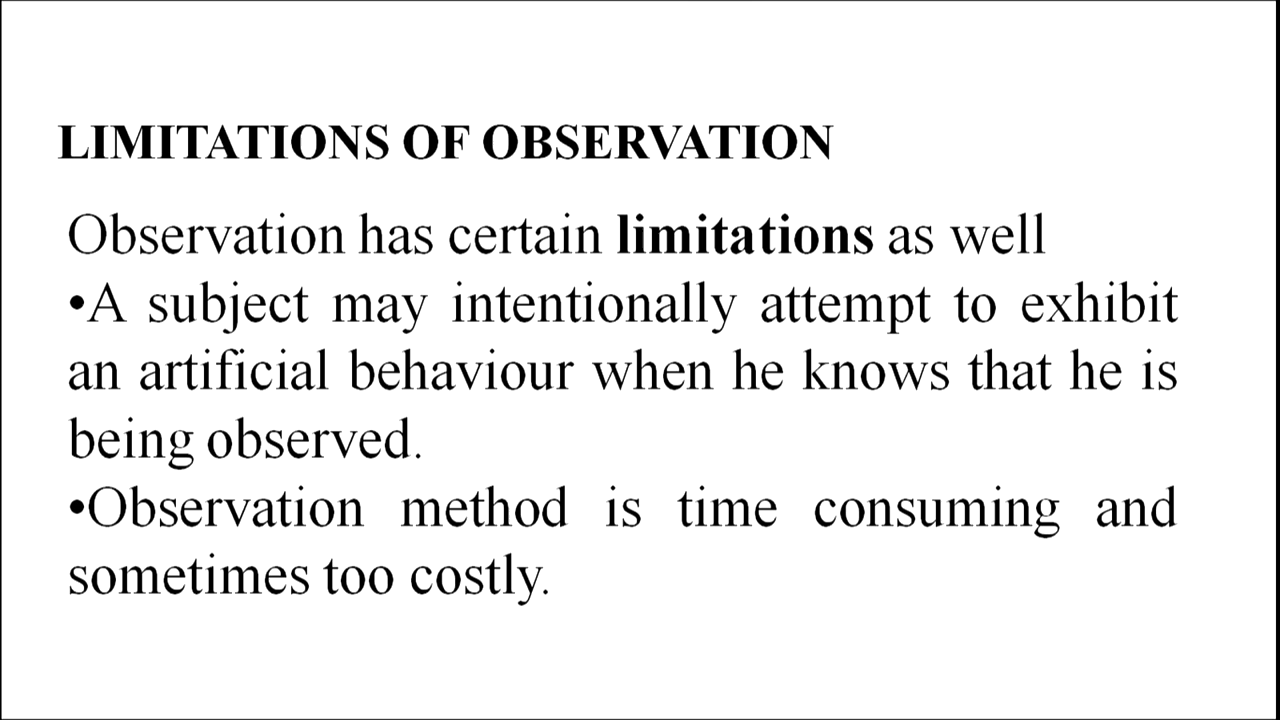 LIMITATIONS OF OBSERVATION
Observation has certain limitations as well
•A subject may intentionally attempt to exhibit
an artificial behaviour when he knows that he is
being observed.
•Observation method is time consuming and
sometimes too costly.